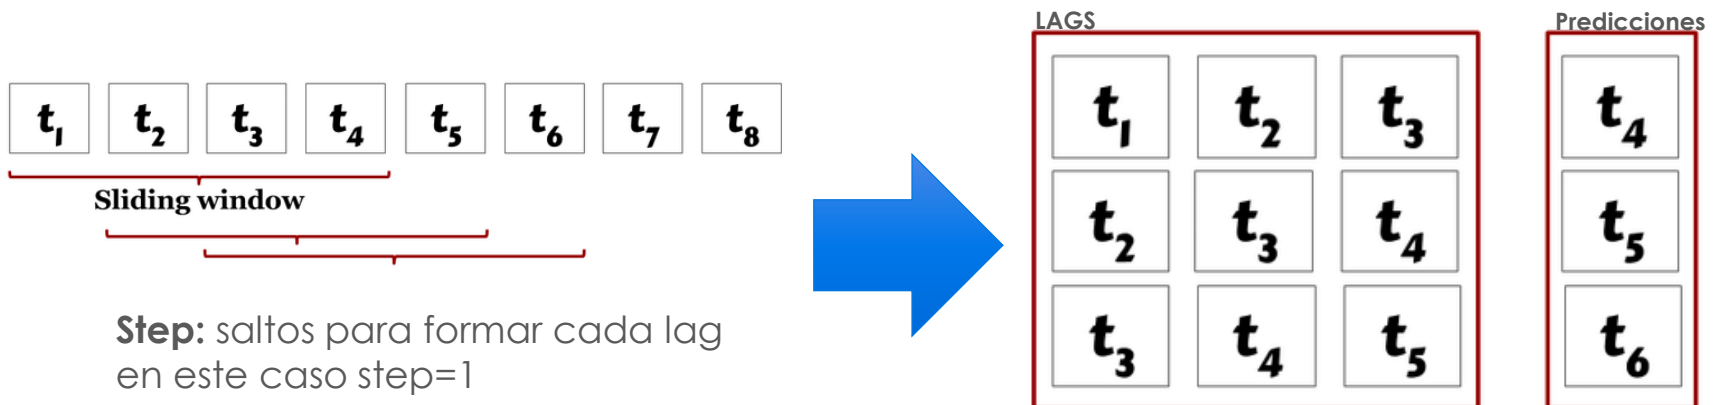 LAGS
Predicciones
t1 t2 t3 t4 t5 t6 t7 t8
Sliding window
Step: saltos para formar cada lag
en este caso step=1
t1 t2 t3 t4
t2 t3 t4 t5
t3 t4 t5 t6